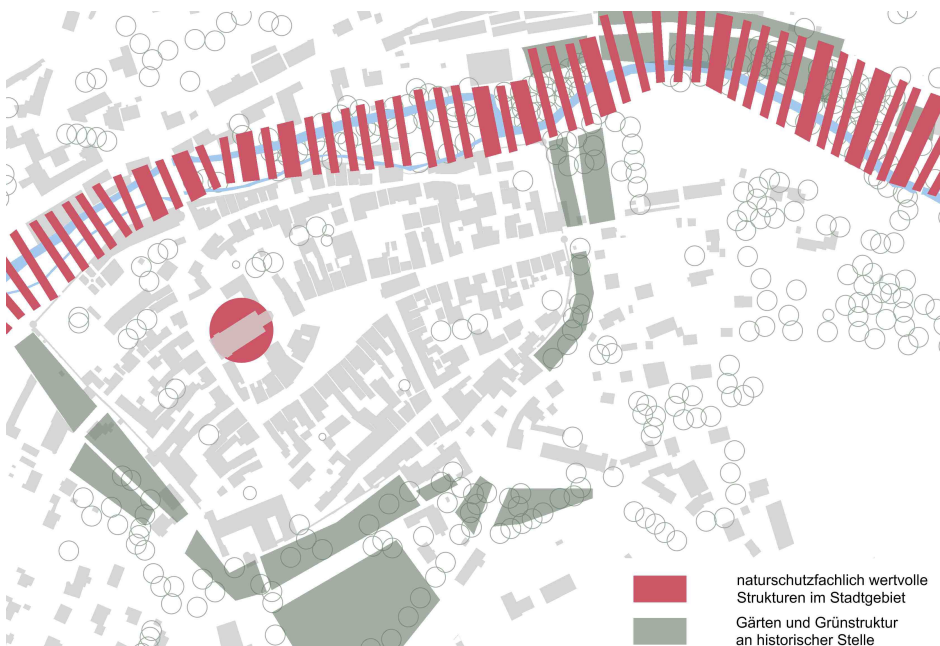 naturschutzfachlich wertvolle
Strukturen im Stadtgebiet
Gärten und Grünstruktur
an historischer Stelle